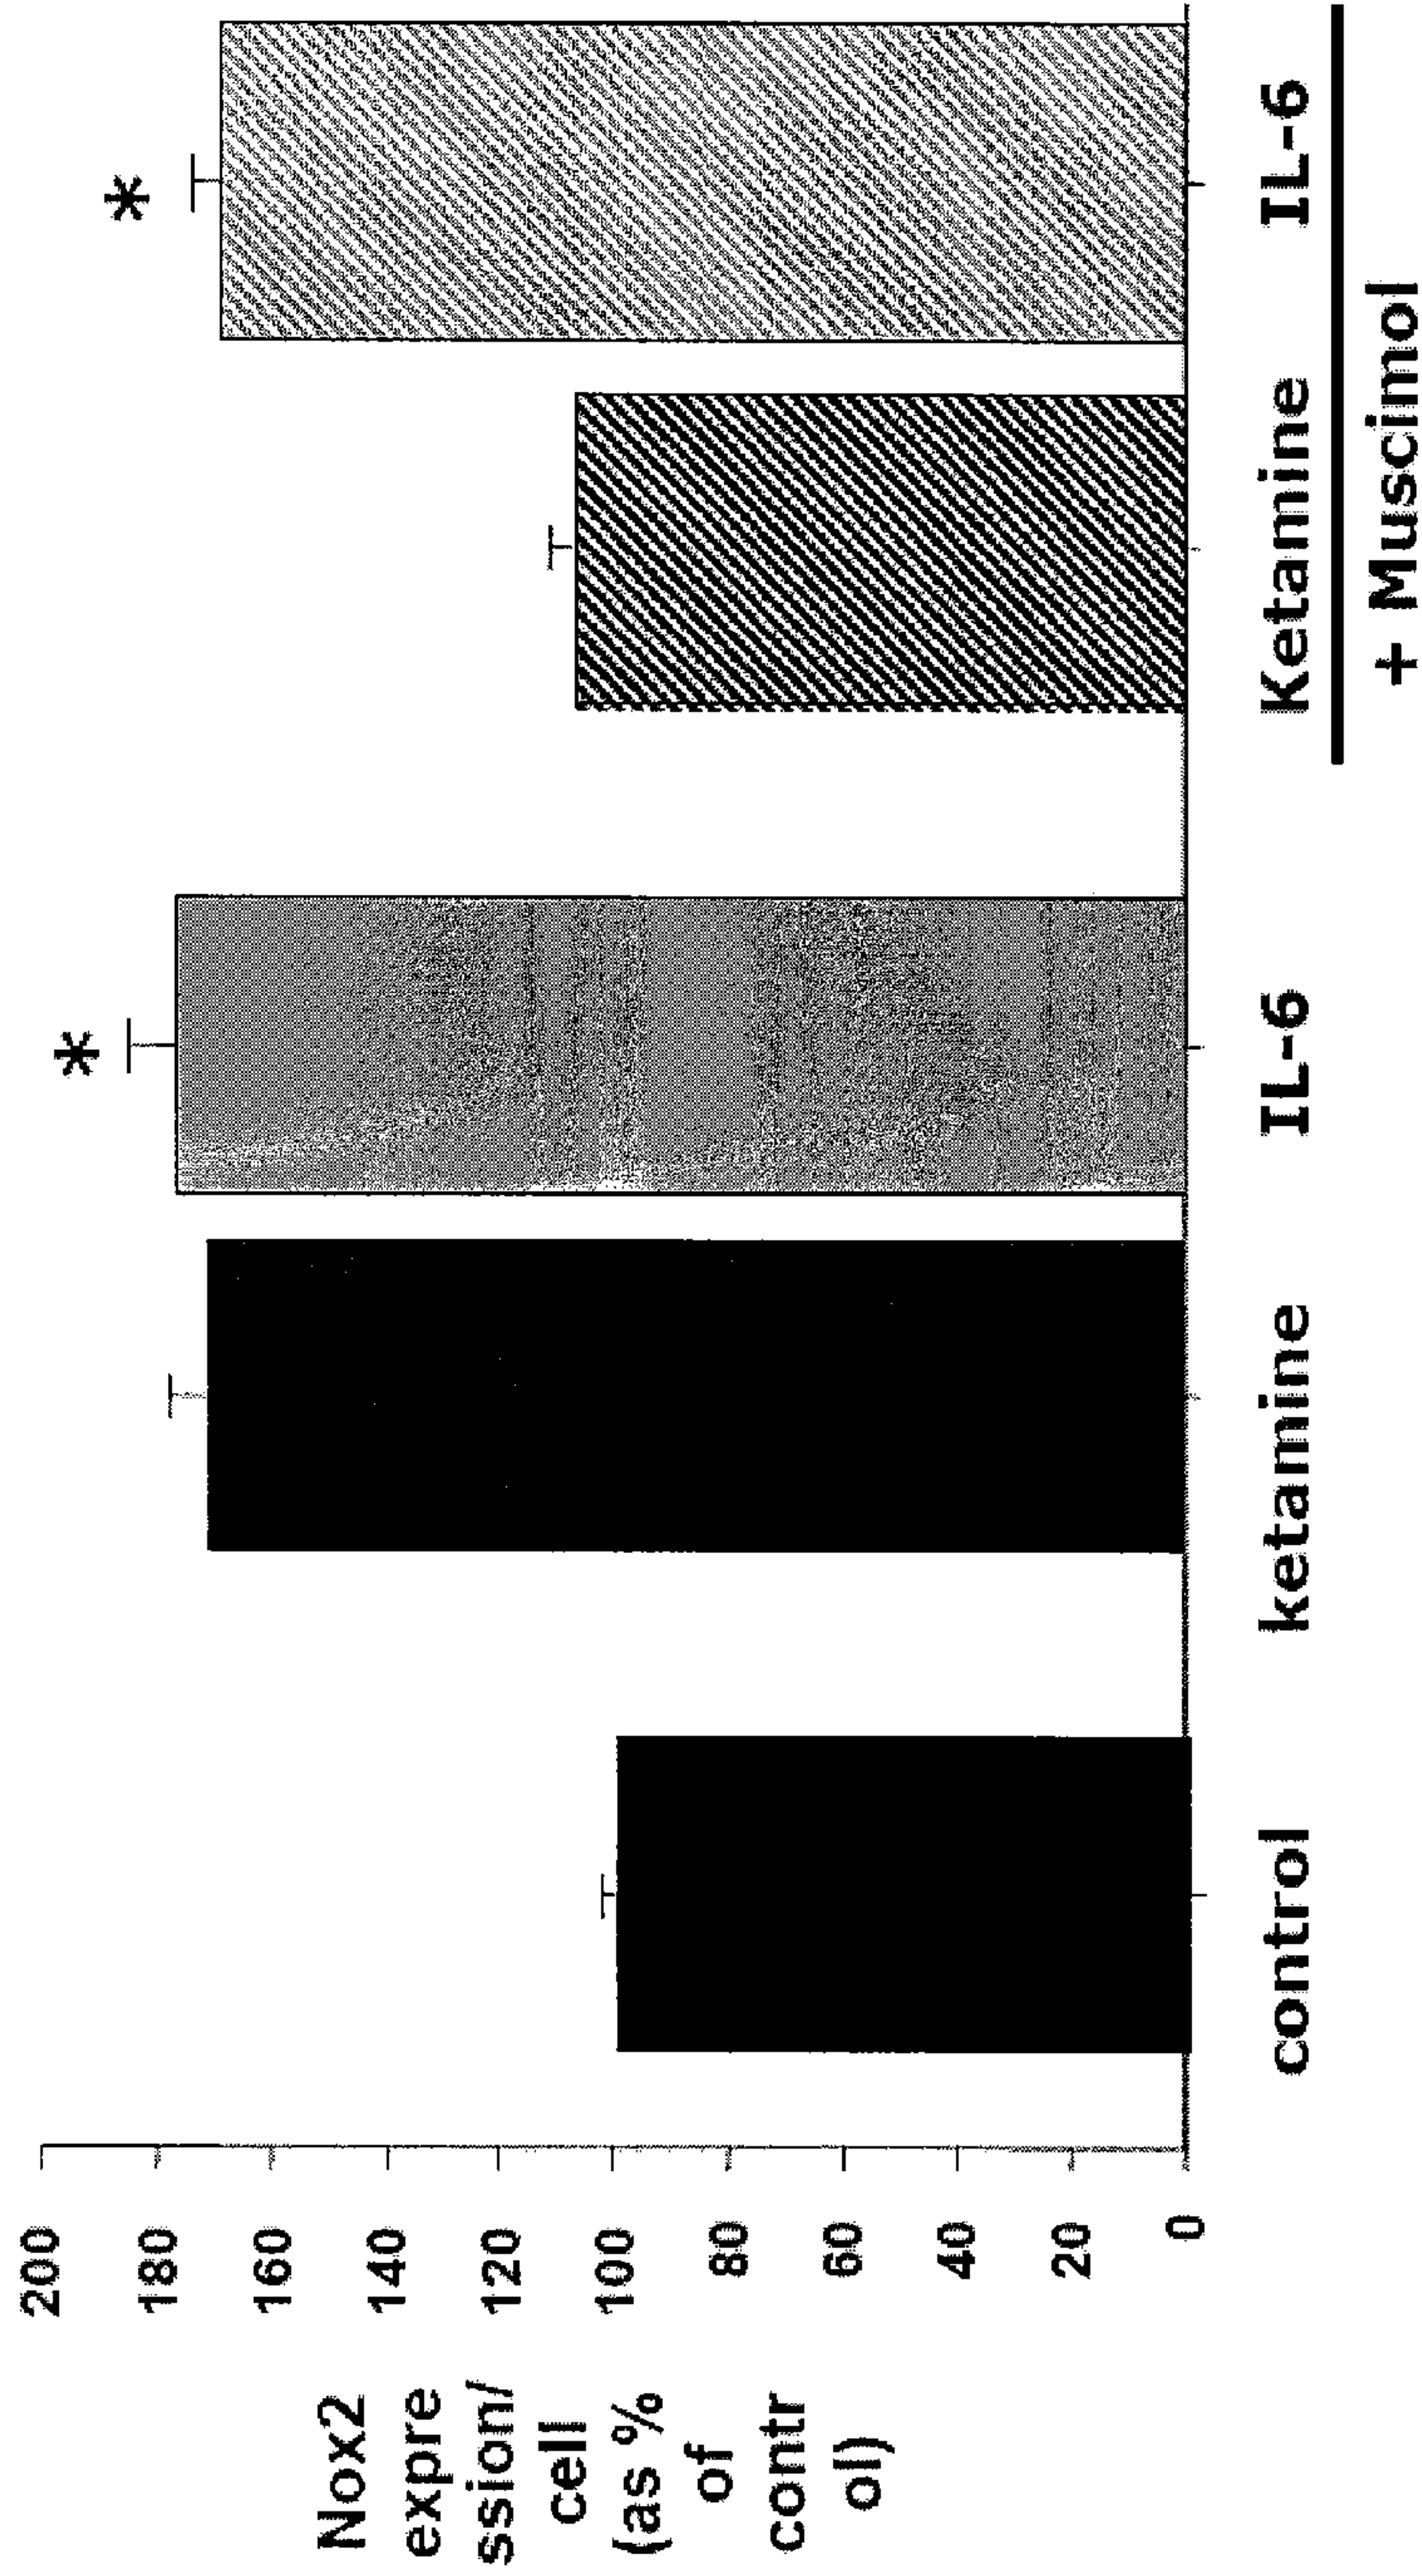 Nox2
expre
ssion/
cell
(as %
of
contr
ol)
200
180
160
140
120
100
80
60
40
20
0
*
*
control ketamine IL-6 Ketamine IL-6
+ Muscimol